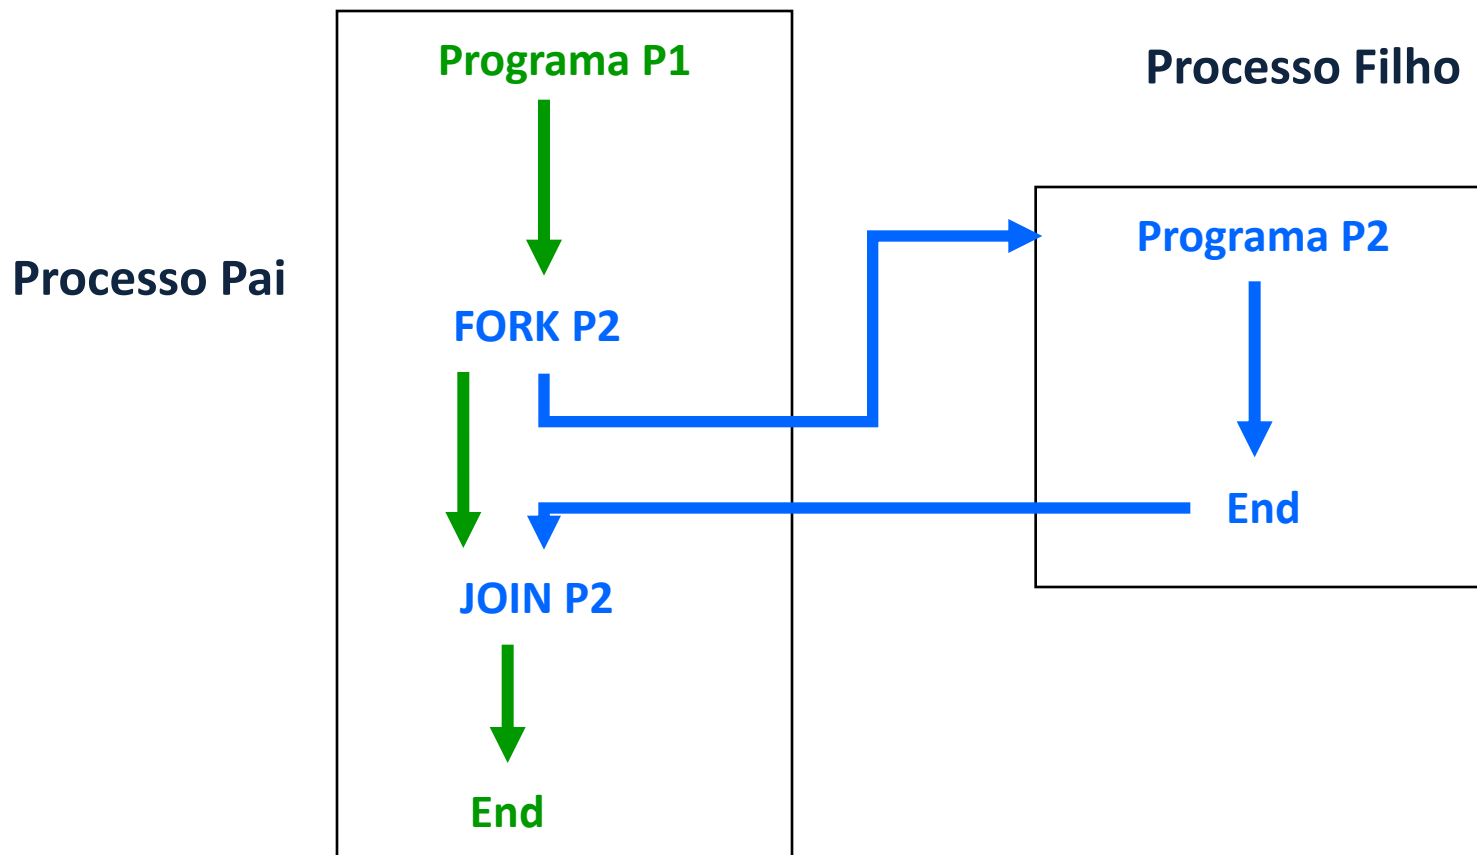 Programa P1
Processo Filho
Programa P2
Processo Pai
FORK P2
End
JOIN P2
End